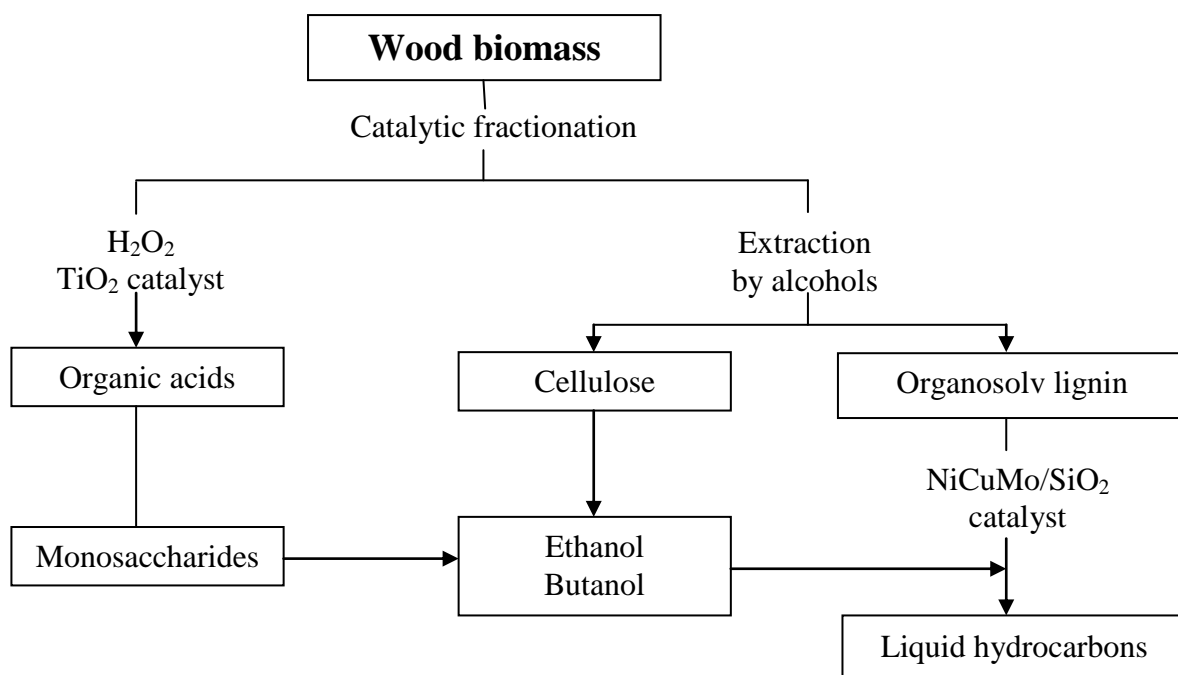 Wood biomass
Catalytic fractionation
H₂O₂
TiO₂ catalyst
Extraction
by alcohols
Organic acids
Cellulose
Organosolv lignin
NiCuMo/SiO₂
catalyst
Monosaccharides
Ethanol
Butanol
Liquid hydrocarbons